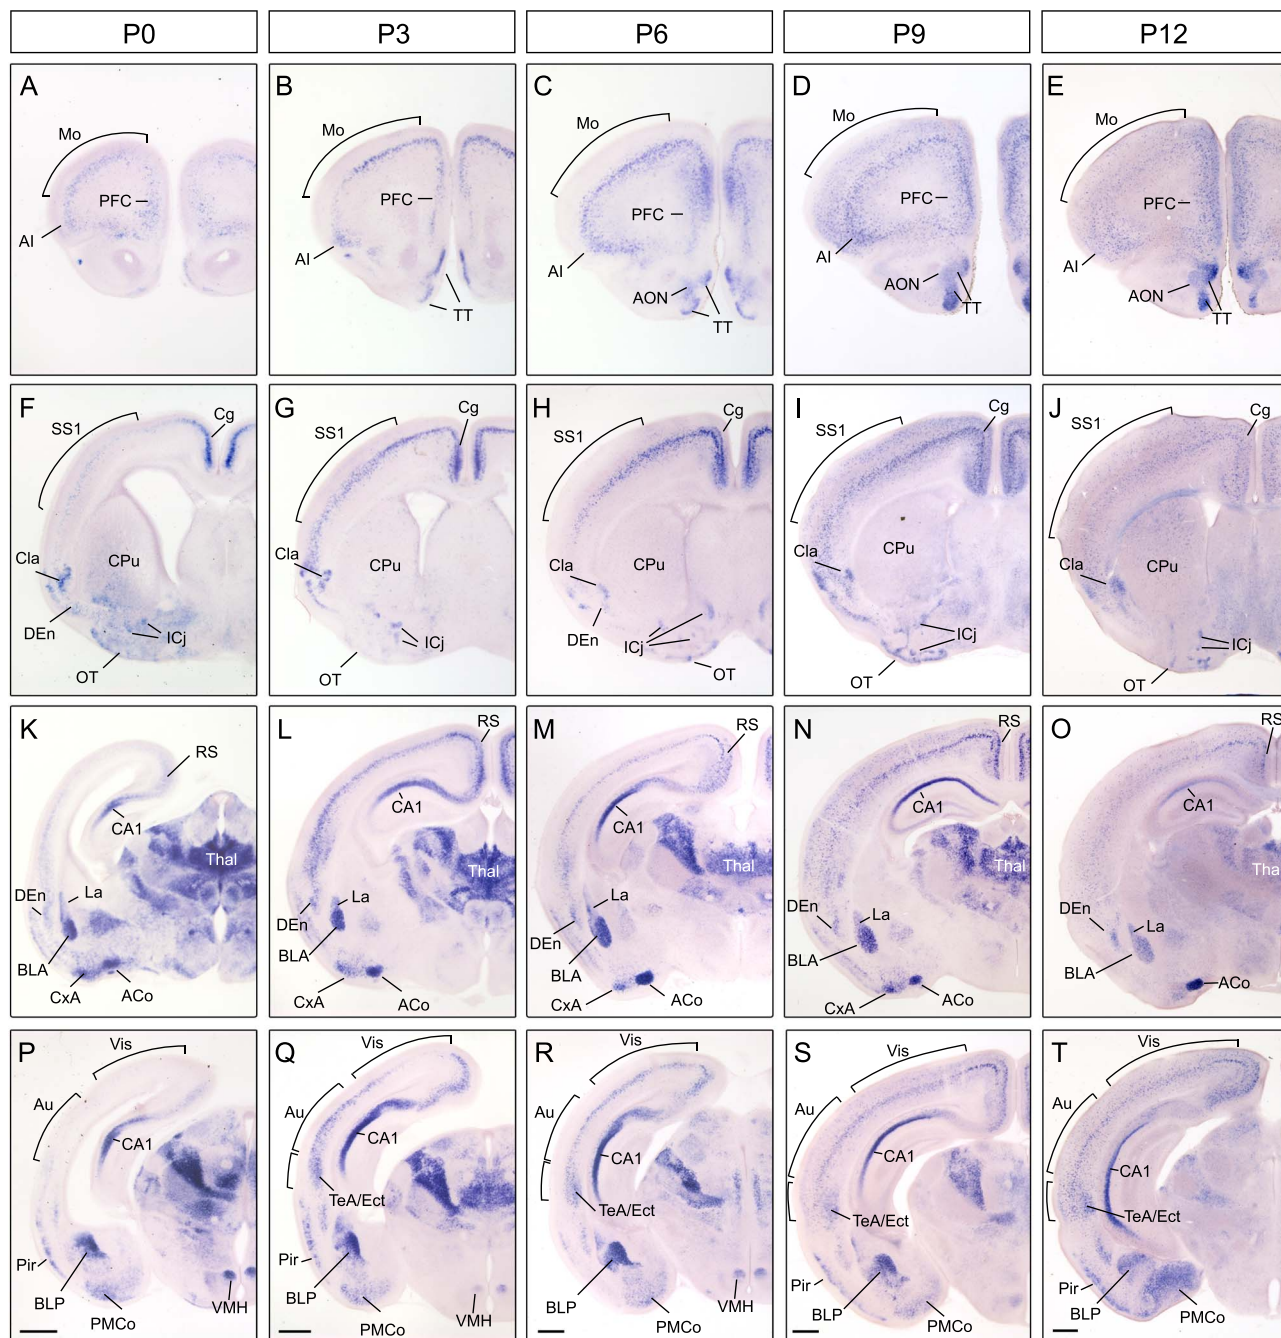 P0 P3 P6 P9 P12
A Mo PFC AI
B Mo PFC AI TT
C Mo PFC AI AON TT
D Mo PFC AI AON TT
E Mo PFC AI AON TT
F SS1 Cg Cla CPu DEn ICj OT
G SS1 Cg Cla CPu ICj OT
H SS1 Cg Cla CPu DEn ICj OT
I SS1 Cg Cla CPu ICj OT
J SS1 Cg Cla CPu ICj OT
K RS CA1 Thal DEn La BLA CxA ACo
L RS CA1 Thal DEn La BLA CxA ACo
M RS CA1 Thal DEn La BLA CxA ACo
N RS CA1 Thal DEn La BLA CxA ACo
O RS CA1 Tha DEn La BLA ACo
P Vis Au CA1 Pir BLP PMCo VMH
Q Vis Au CA1 TeA/Ect Pir BLP PMCo VMH
R Vis Au CA1 TeA/Ect BLP PMCo VMH
S Vis Au CA1 TeA/Ect Pir BLP PMCo
T Vis Au CA1 TeA/Ect Pir BLP PMCo